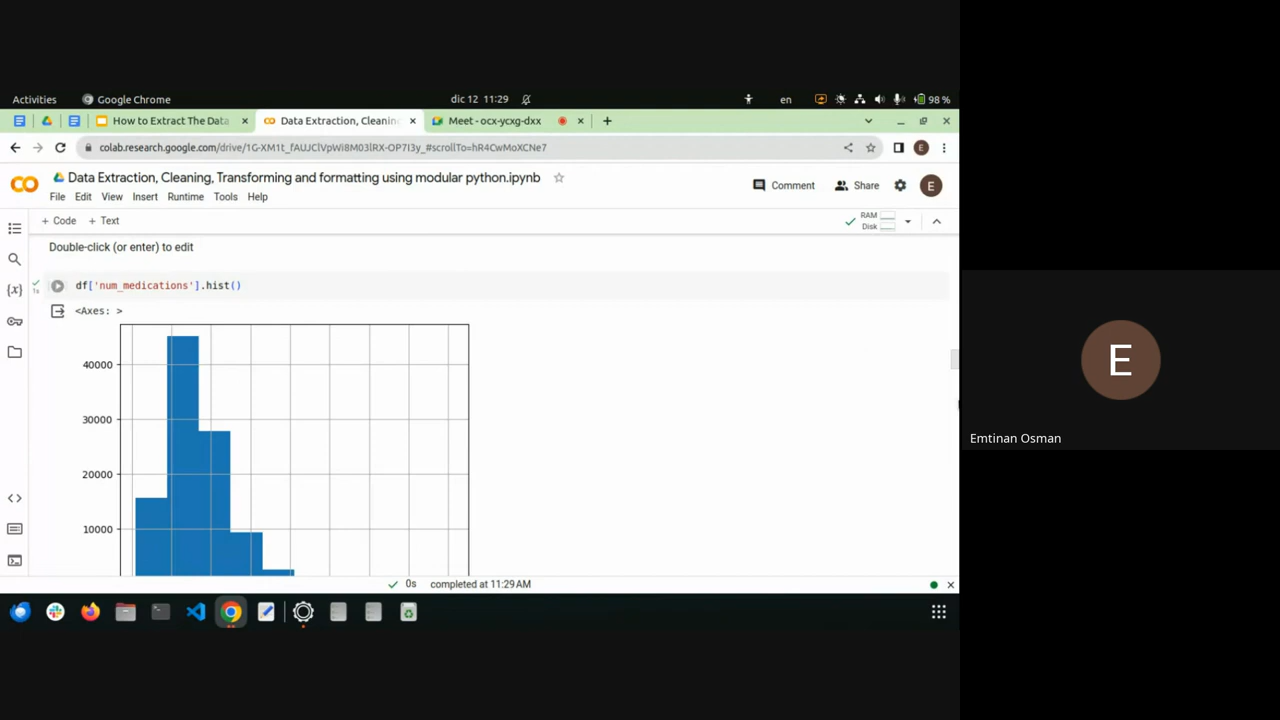 Activities
Google Chrome
dic 12 11:29
en
98 %
How to Extract The Data
Data Extraction, Cleanin
Meet - ocx-ycxg-dxx
colab.research.google.com/drive/1G-XM1t_fAUJClVpWi8M03lRX-OP7I3y_#scrollTo=hR4CwMoXCNe7
Data Extraction, Cleaning, Transforming and formatting using modular python.ipynb
Comment
Share
E
File Edit View Insert Runtime Tools Help
+ Code + Text
RAM
Disk
Double-click (or enter) to edit
1s
df['num_medications'].hist()
<Axes: >
40000
30000
20000
10000
0s completed at 11:29 AM
E
Emtinan Osman